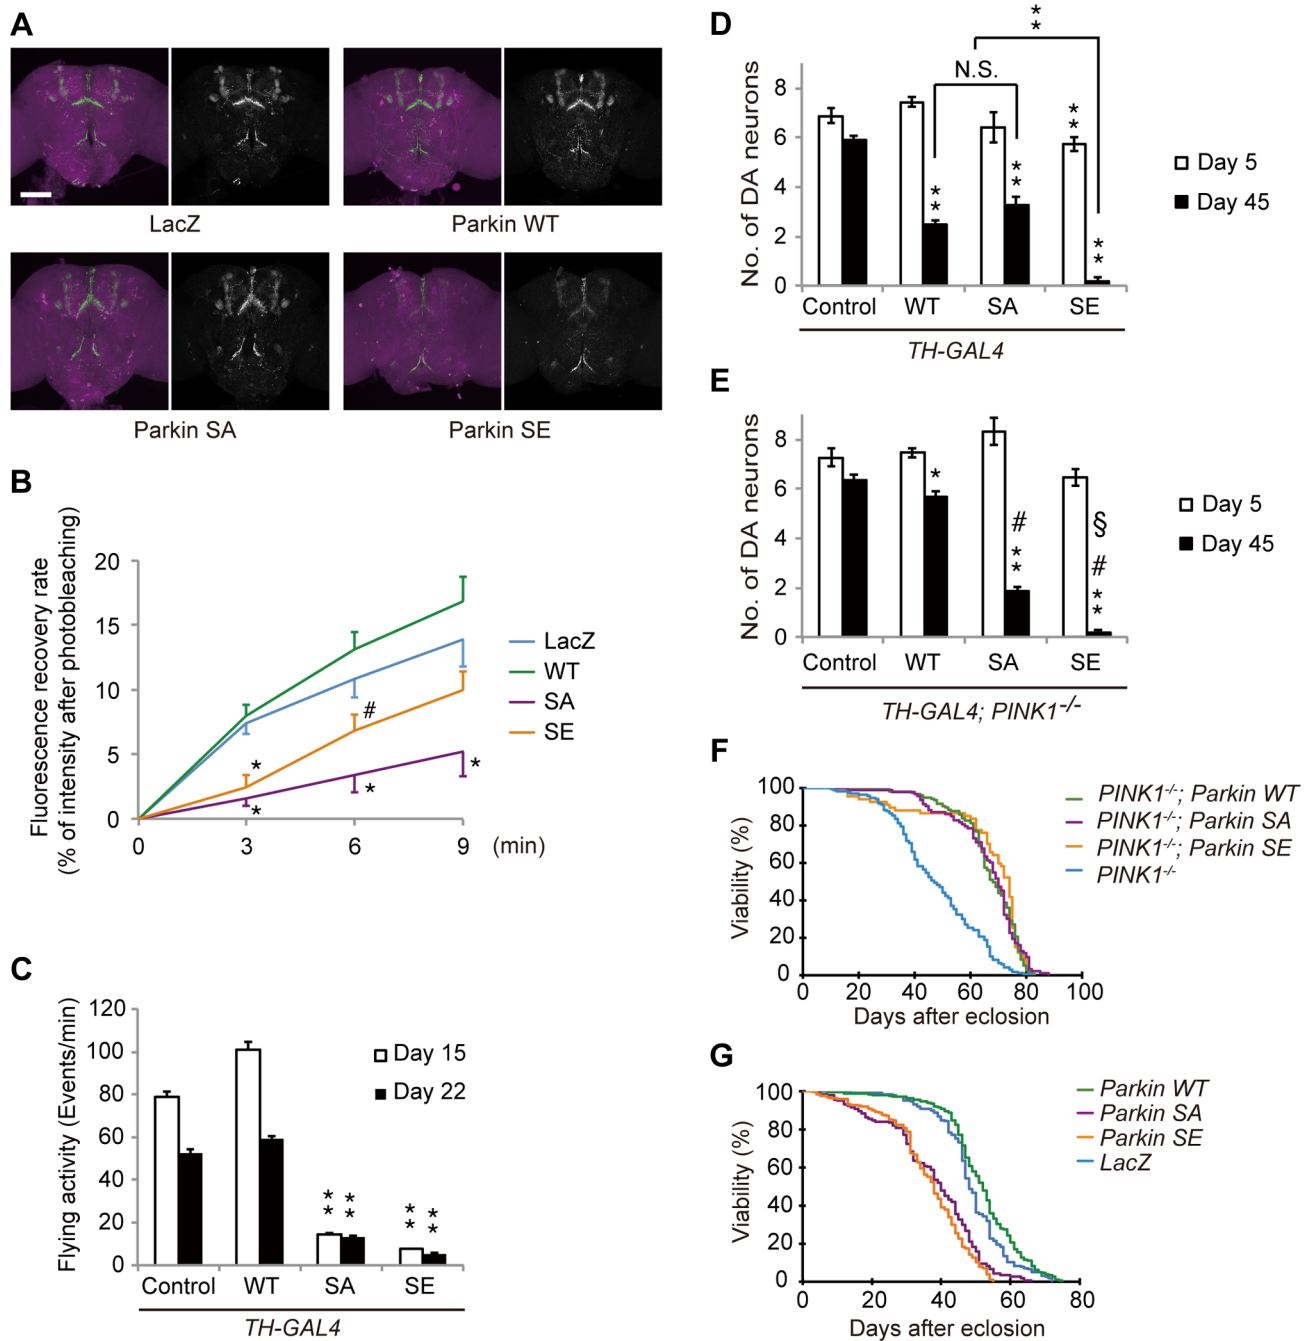 A
LacZ
Parkin WT
Parkin SA
Parkin SE
B
Fluorescence recovery rate
(% of intensity after photobleaching)
20
15
10
5
0
0 3 6 9 (min)
*
*
#
*
*
LacZ
WT
SA
SE
C
Flying activity (Events/min)
120
100
80
60
40
20
0
* *
* *
* *
* *
Day 15
Day 22
Control WT SA SE
TH-GAL4
D
No. of DA neurons
8
6
4
2
0
* *
N.S.
* *
* *
* *
* *
Day 5
Day 45
Control WT SA SE
TH-GAL4
E
No. of DA neurons
8
6
4
2
0
*
#
* *
§
#
* *
Day 5
Day 45
Control WT SA SE
TH-GAL4; PINK1-/-
F
Viability (%)
100
80
60
40
20
0
0 20 40 60 80 100
Days after eclosion
PINK1-/-; Parkin WT
PINK1-/-; Parkin SA
PINK1-/-; Parkin SE
PINK1-/-
G
Viability (%)
100
80
60
40
20
0
0 20 40 60 80
Days after eclosion
Parkin WT
Parkin SA
Parkin SE
LacZ